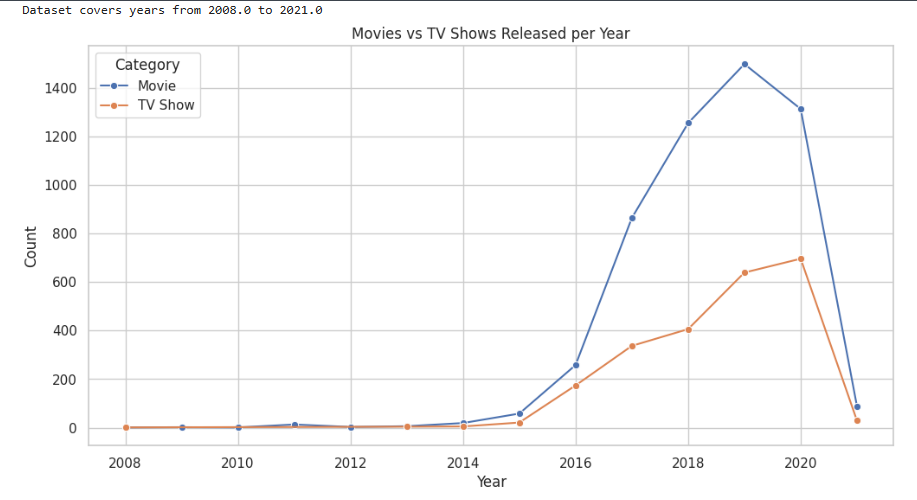 Dataset covers years from 2008.0 to 2021.0
Movies vs TV Shows Released per Year
Category
Movie
TV Show
1400
1200
1000
800
600
400
200
0
Count
2008 2010 2012 2014 2016 2018 2020
Year